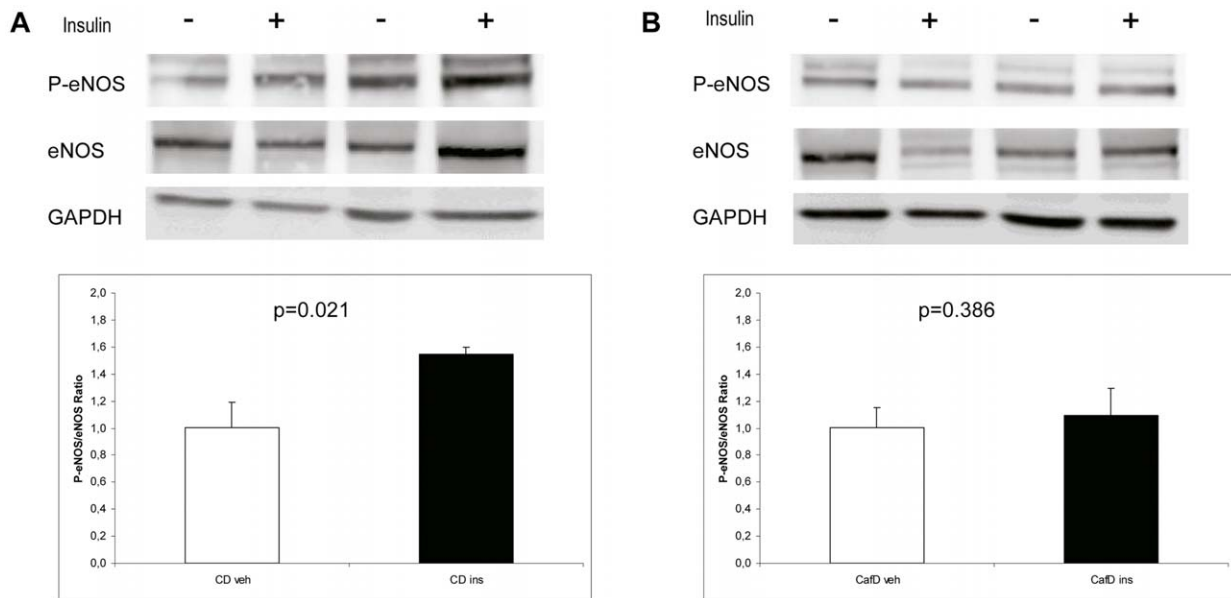 A Insulin - + - +
P-eNOS
eNOS
GAPDH
p=0.021
P-eNOS/eNOS Ratio
2,0
1,8
1,6
1,4
1,2
1,0
0,8
0,6
0,4
0,2
0,0
CD veh CD ins
B Insulin - + - +
P-eNOS
eNOS
GAPDH
p=0.386
P-eNOS/eNOS Ratio
2,0
1,8
1,6
1,4
1,2
1,0
0,8
0,6
0,4
0,2
0,0
CafD veh CafD ins